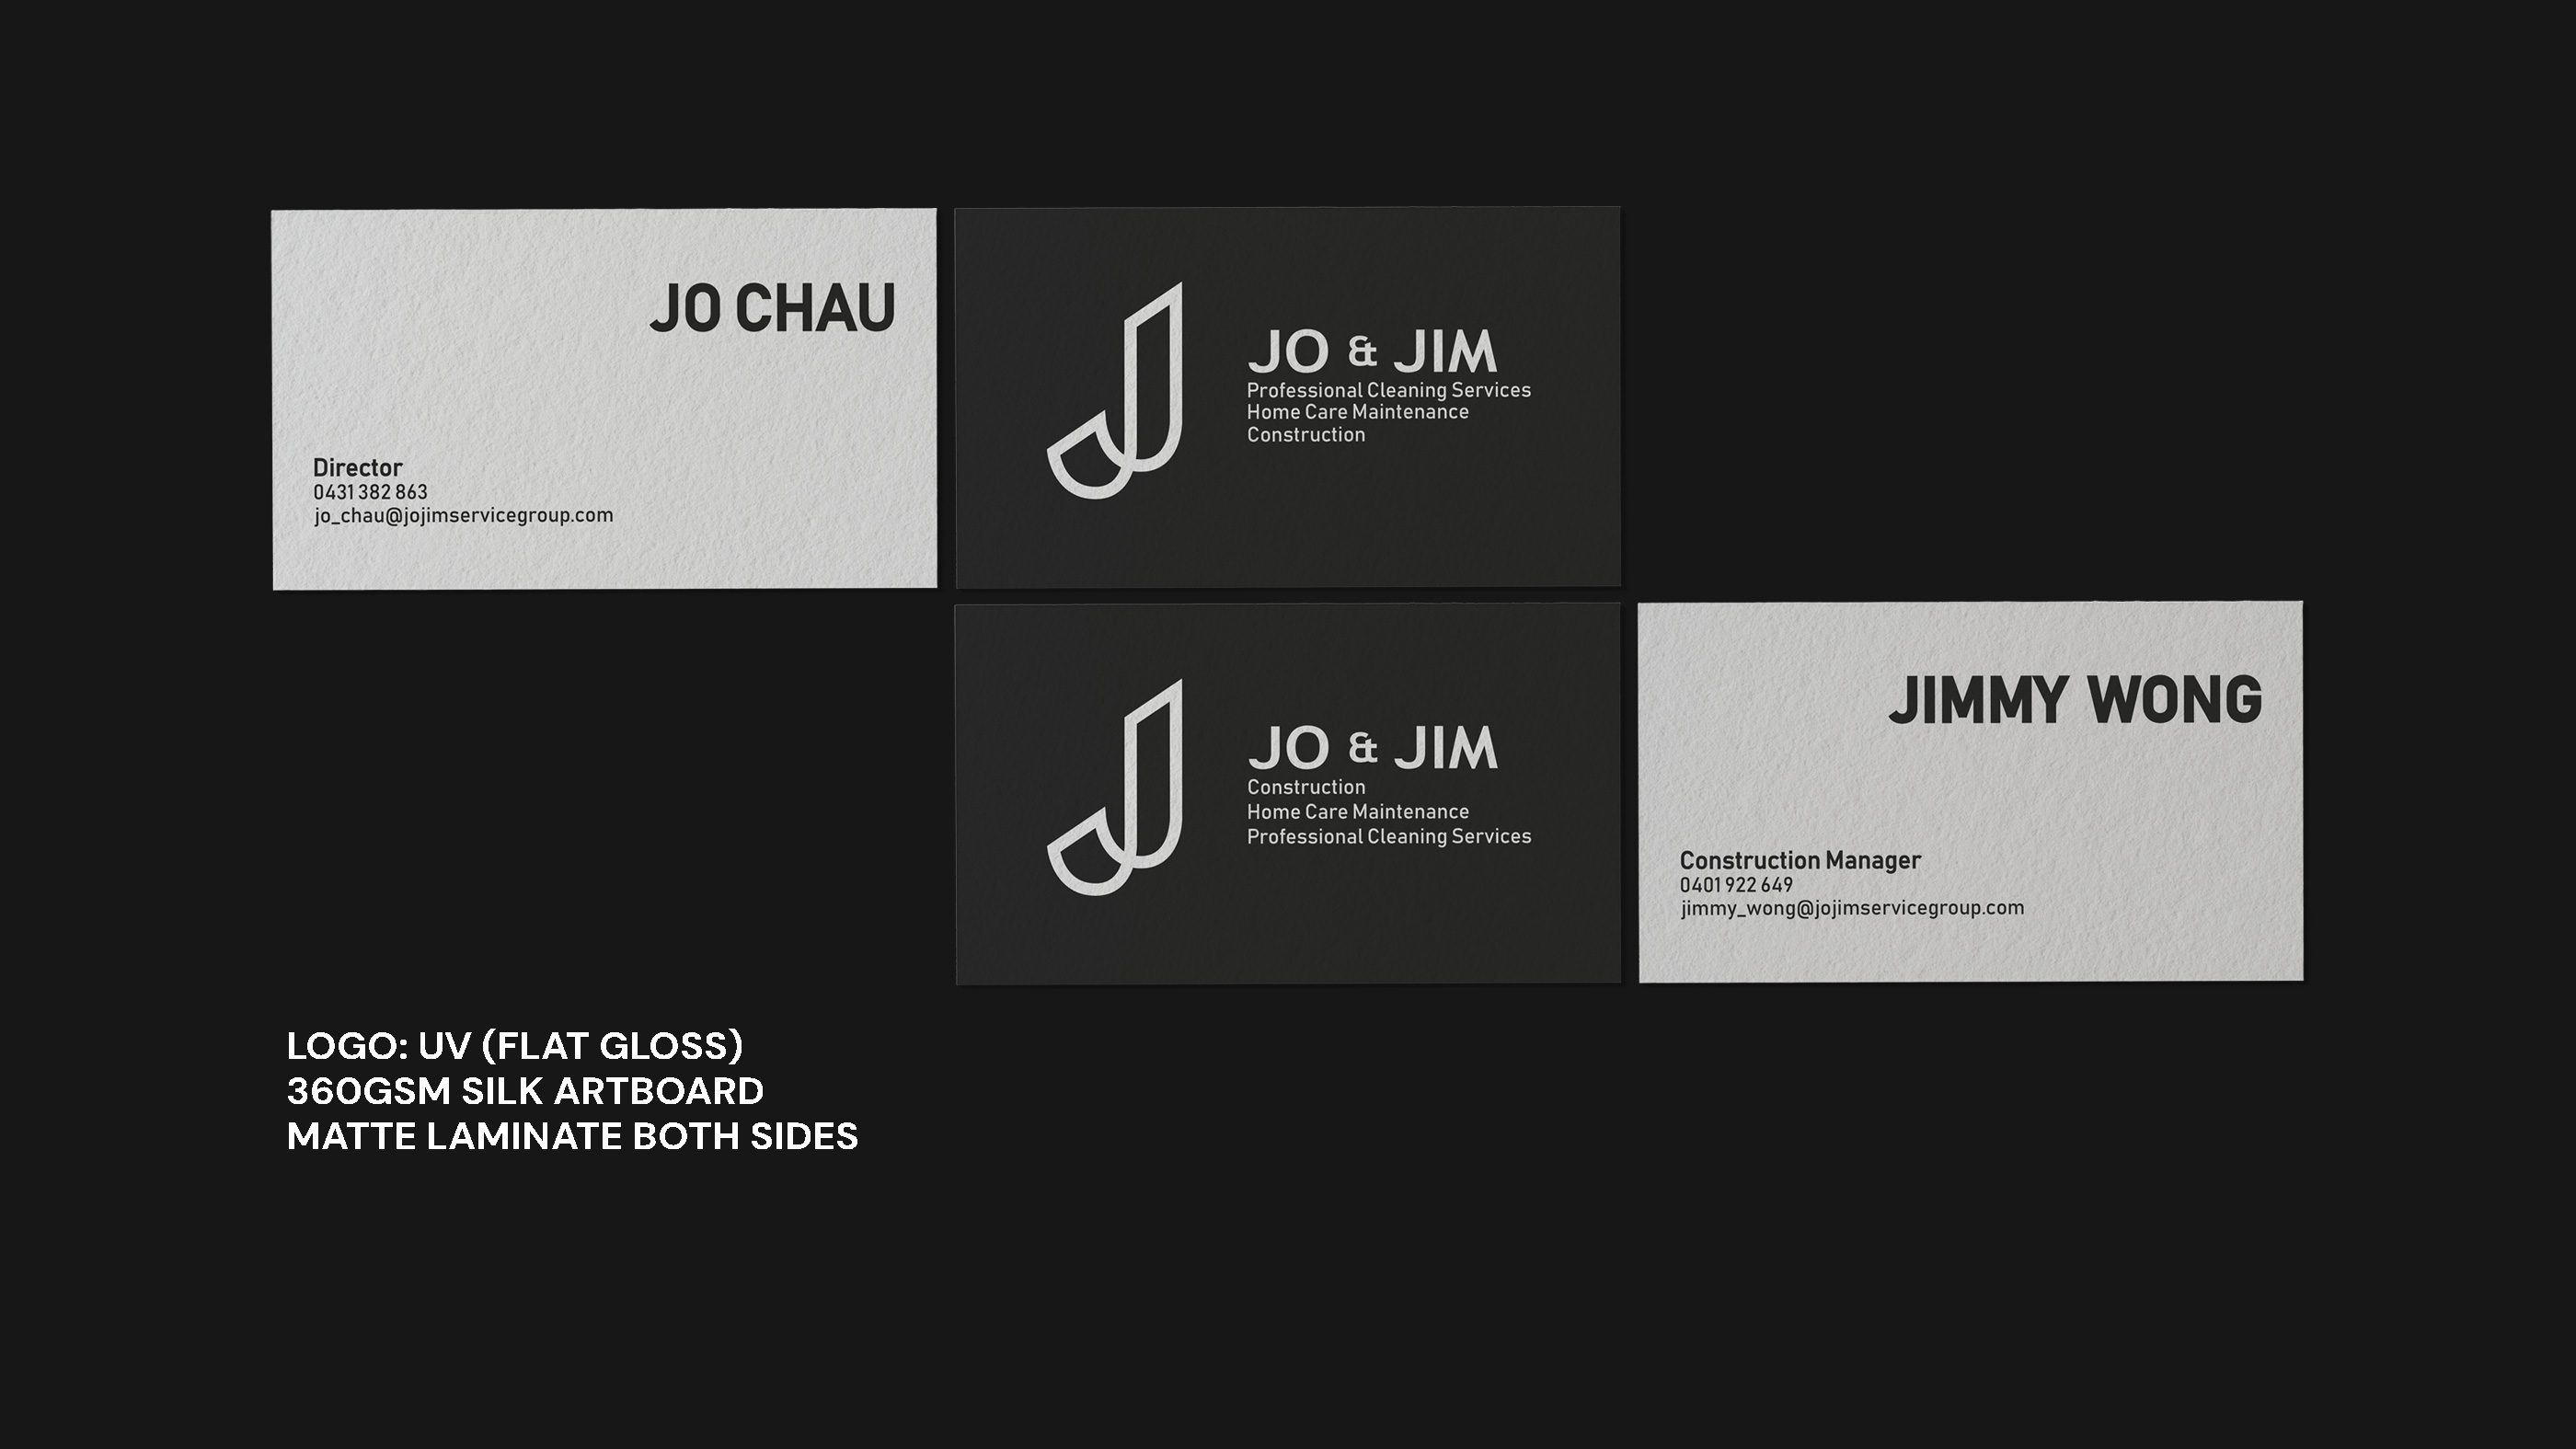 JO CHAU
Director
0431 382 863
jo_chau@jojimservicegroup.com
JO & JIM
Professional Cleaning Services
Home Care Maintenance
Construction
JO & JIM
Construction
Home Care Maintenance
Professional Cleaning Services
JIMMY WONG
Construction Manager
0401 922 649
jimmy_wong@jojimservicegroup.com
LOGO: UV (FLAT GLOSS)
360GSM SILK ARTBOARD
MATTE LAMINATE BOTH SIDES